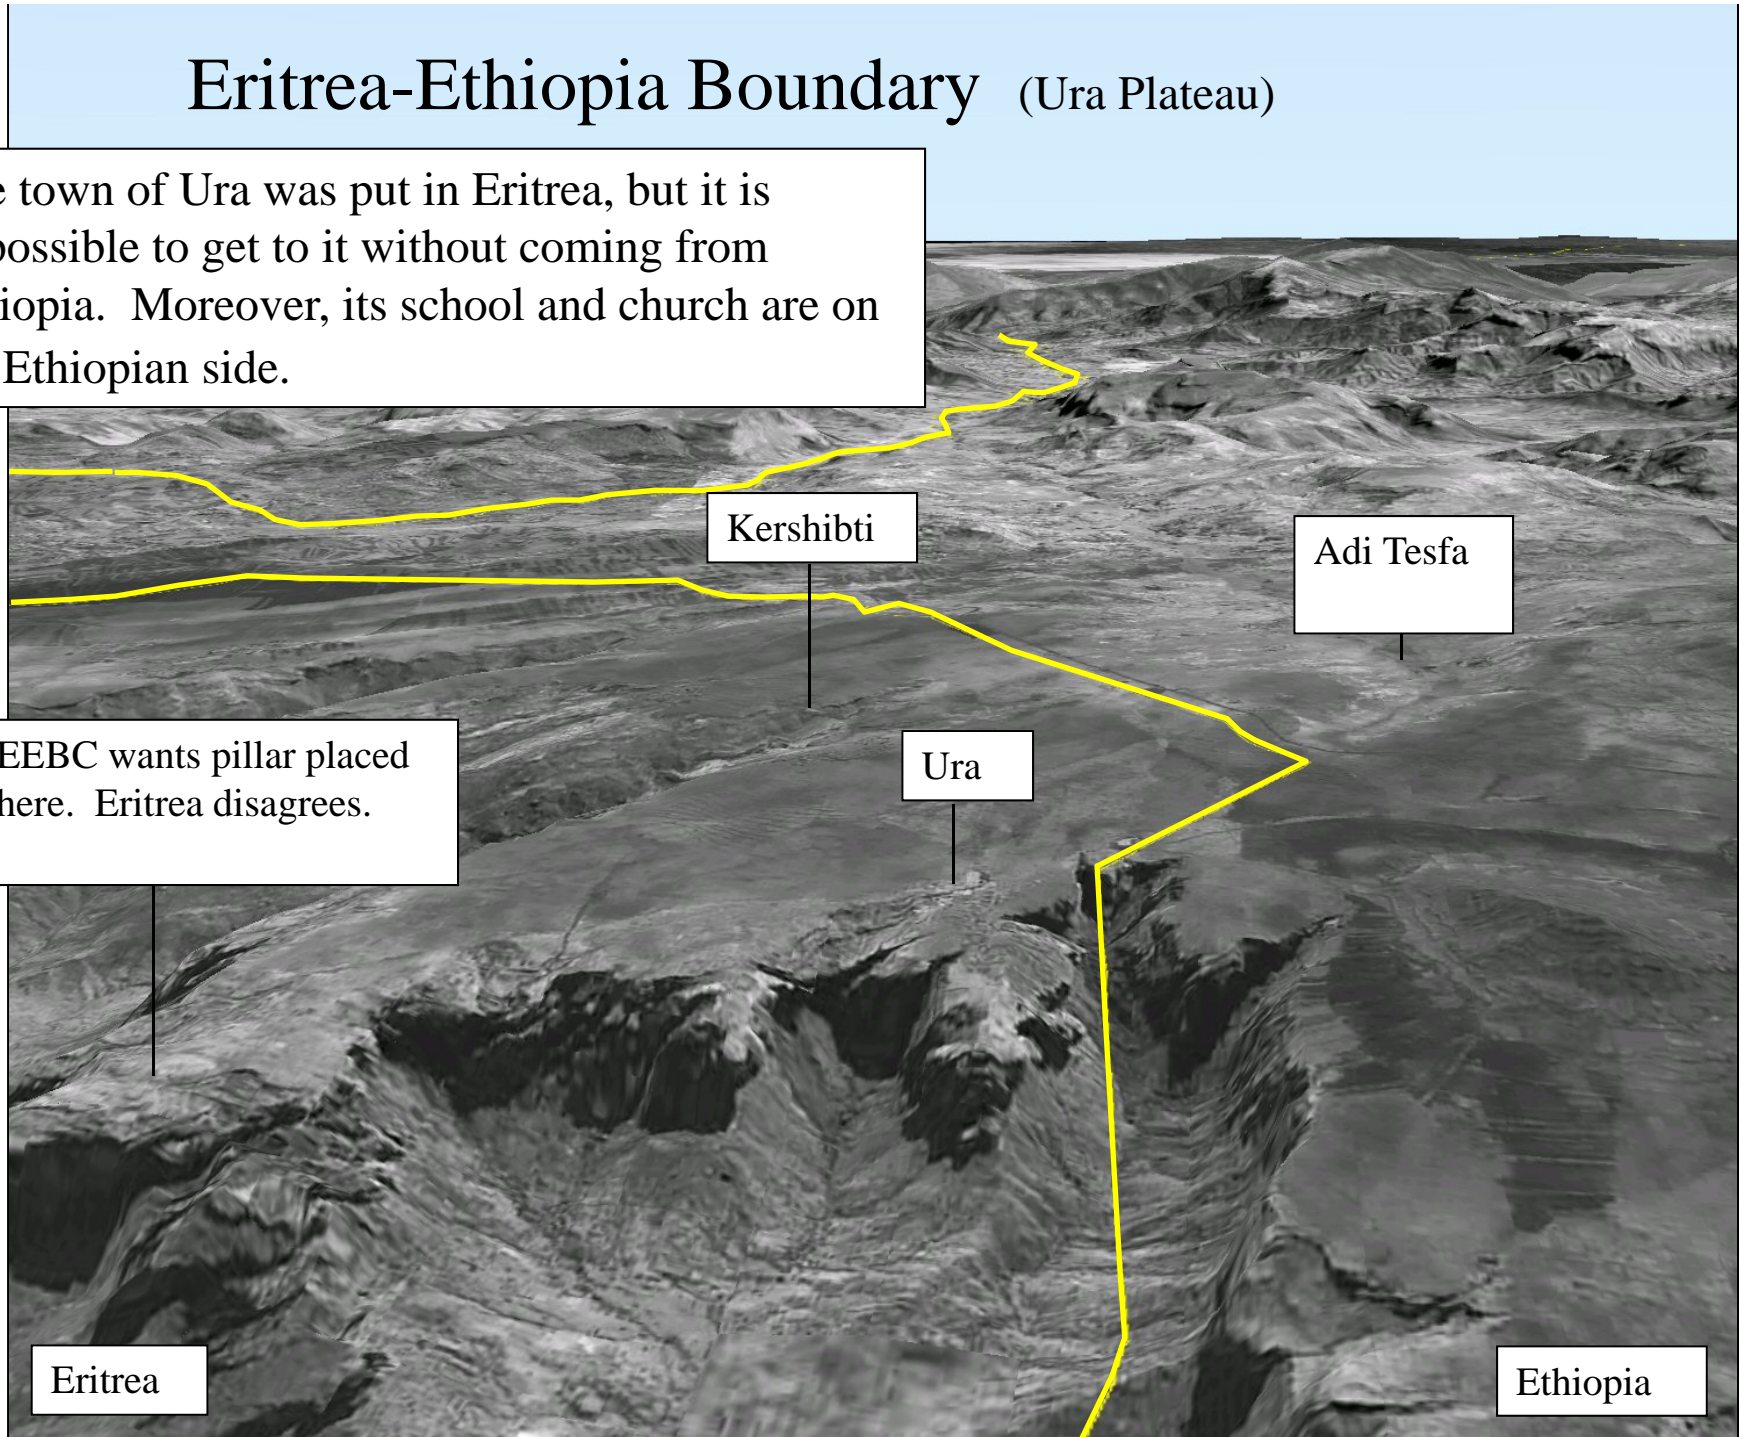 Eritrea-Ethiopia Boundary (Ura Plateau)
e town of Ura was put in Eritrea, but it is
possible to get to it without coming from
iopia. Moreover, its school and church are on
Ethiopian side.
Kershibti
Adi Tesfa
EEBC wants pillar placed
here. Eritrea disagrees.
Ura
Eritrea
Ethiopia